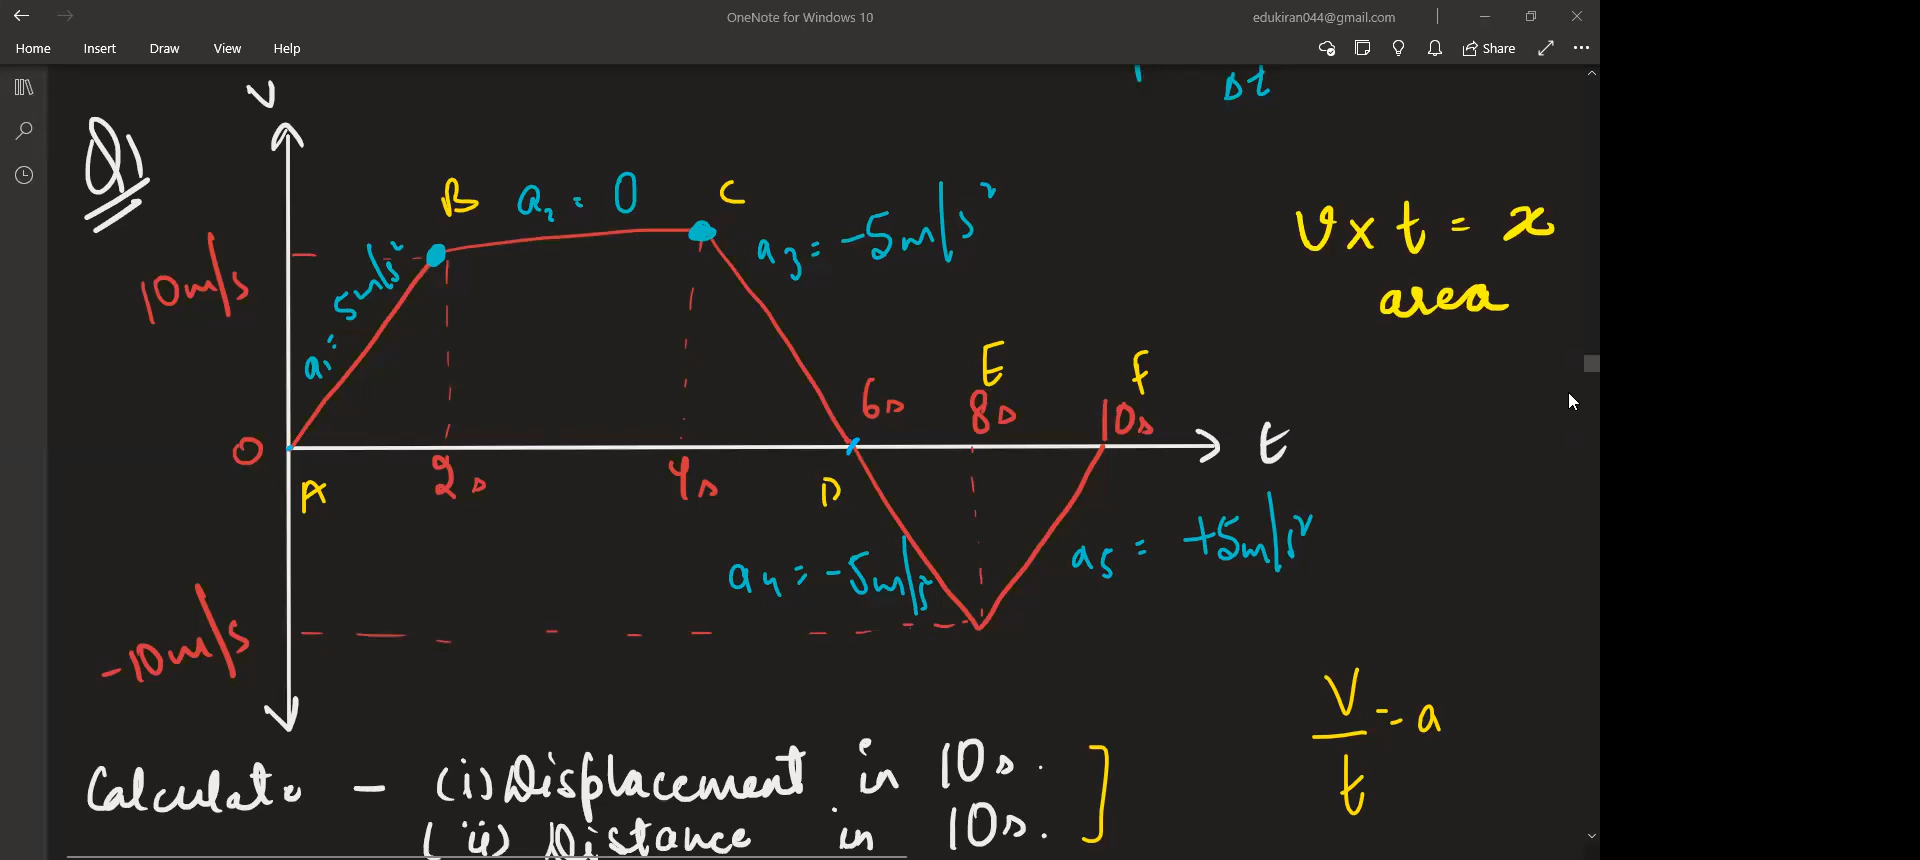 OneNote for Windows 10
edukiran044@gmail.com
Home Insert Draw View Help
Share
Δt
V
Q1
B a₂ = 0 C
a₃ = -5m/s²
v x t = x
area
10m/s
a₁ = 5m/s²
E F
6s 8s 10s
O t
A 2s 4s D
a₄ = -5m/s²
a₅ = +5m/s²
-10m/s
V/t = a
Calculate - (i) Displacement in 10s.
(ii) Distance in 10s.